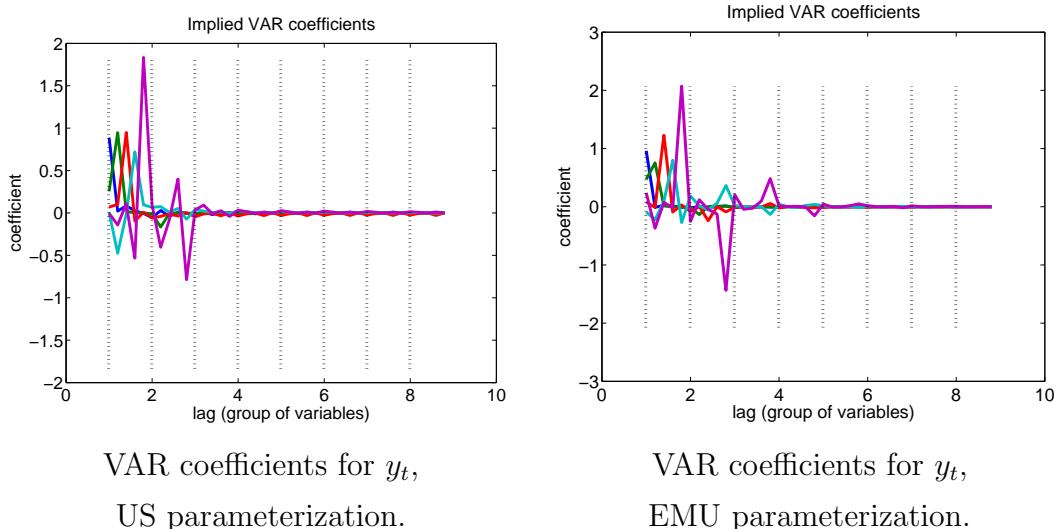 Implied VAR coefficients
2
1.5
1
0.5
0
−0.5
−1
−1.5
−2
coefficient
0 2 4 6 8 10
lag (group of variables)
VAR coefficients for y_t,
US parameterization.
Implied VAR coefficients
3
2
1
0
−1
−2
−3
coefficient
0 2 4 6 8 10
lag (group of variables)
VAR coefficients for y_t,
EMU parameterization.